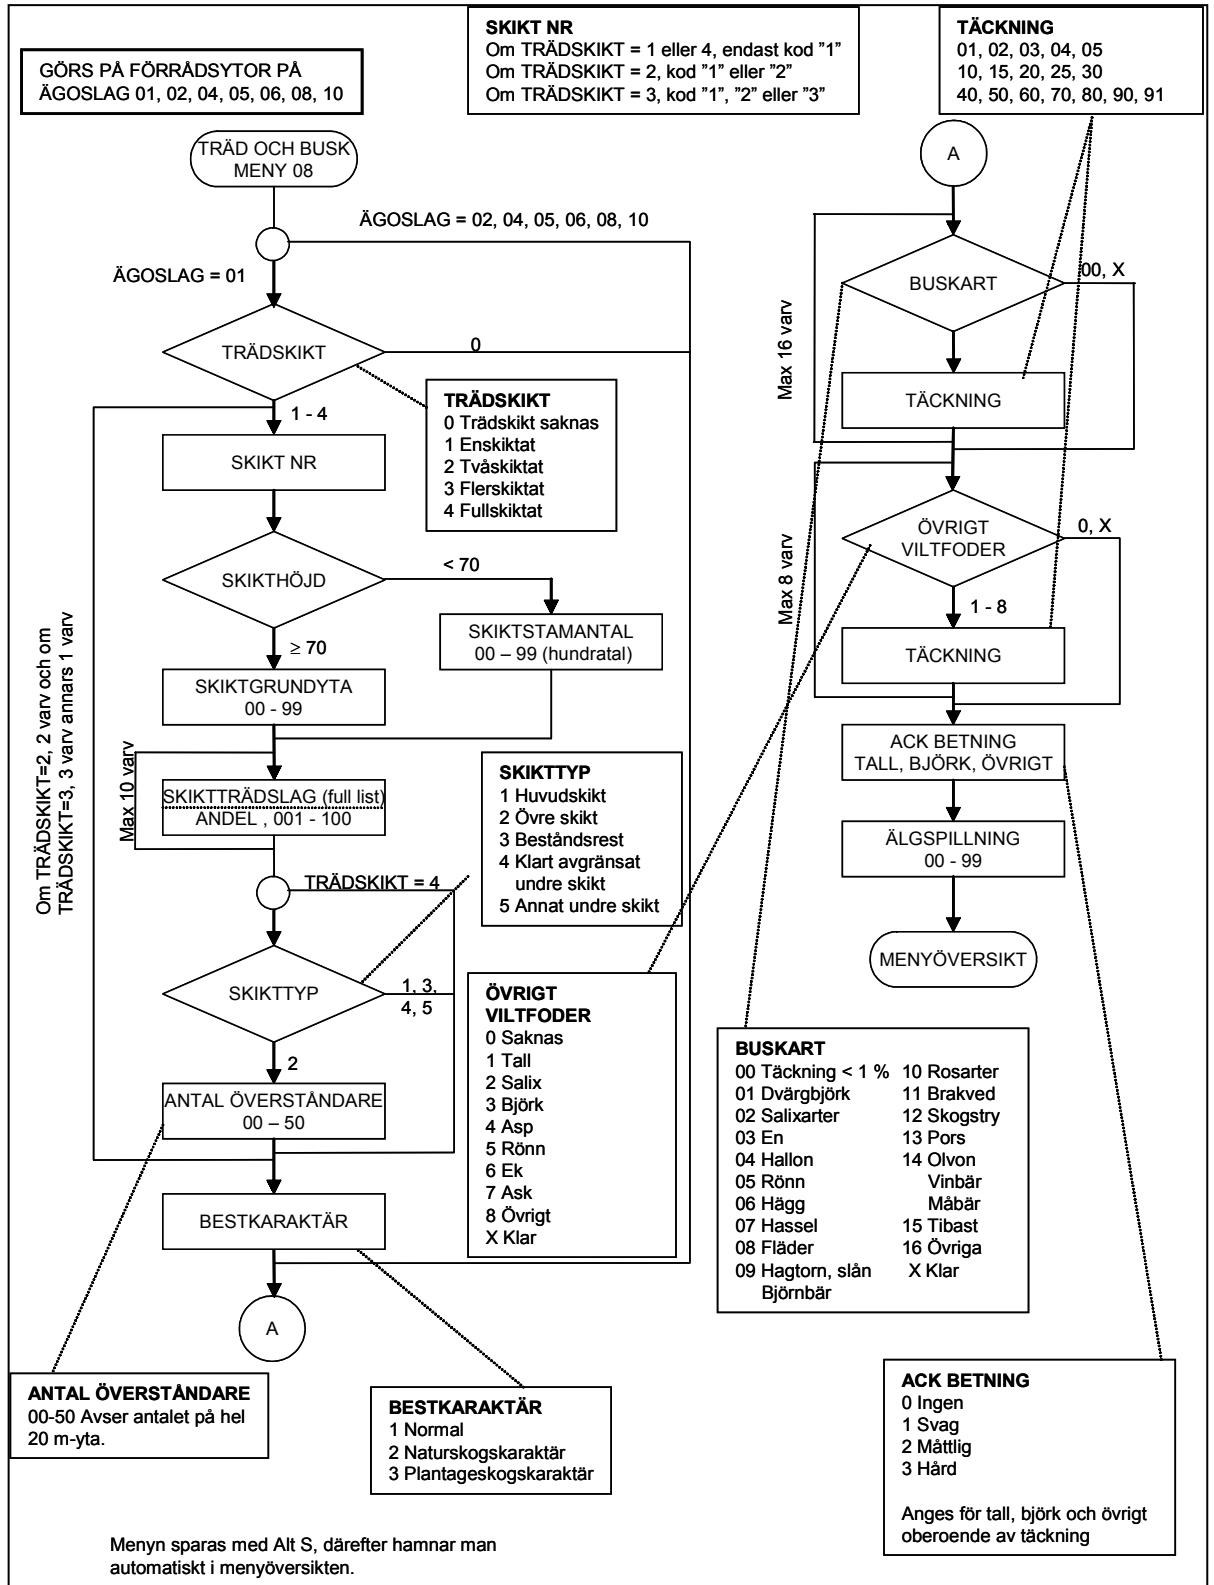 SKIKT NR
Om TRÄDSKIKT = 1 eller 4, endast kod ”1”
Om TRÄDSKIKT = 2, kod ”1” eller ”2”
Om TRÄDSKIKT = 3, kod ”1”, ”2” eller ”3”
TÄCKNING
01, 02, 03, 04, 05
10, 15, 20, 25, 30
40, 50, 60, 70, 80, 90, 91
GÖRS PÅ FÖRRÅDSYTOR PÅ
ÄGOSLAG 01, 02, 04, 05, 06, 08, 10
TRÄD OCH BUSK
MENY 08
ÄGOSLAG = 02, 04, 05, 06, 08, 10
ÄGOSLAG = 01
TRÄDSKIKT
0
TRÄDSKIKT
0 Trädskikt saknas
1 Enskiktat
2 Tvåskiktat
3 Flerskiktat
4 Fullskiktat
1 - 4
SKIKT NR
SKIKTHÖJD
< 70
SKIKTSTAMANTAL
00 – 99 (hundratal)
≥ 70
SKIKTGRUNDYTA
00 - 99
Om TRÄDSKIKT=2, 2 varv och om
TRÄDSKIKT=3, 3 varv annars 1 varv
Max 10 varv
SKIKTTRÄDSLAG (full list)
ANDEL , 001 - 100
SKIKTTYP
1 Huvudskikt
2 Övre skikt
3 Beståndsrest
4 Klart avgränsat
undre skikt
5 Annat undre skikt
TRÄDSKIKT = 4
SKIKTTYP
1, 3,
4, 5
2
ANTAL ÖVERSTÅNDARE
00 – 50
BESTKARAKTÄR
A
ÖVRIGT
VILTFODER
0 Saknas
1 Tall
2 Salix
3 Björk
4 Asp
5 Rönn
6 Ek
7 Ask
8 Övrigt
X Klar
ANTAL ÖVERSTÅNDARE
00-50 Avser antalet på hel
20 m-yta.
BESTKARAKTÄR
1 Normal
2 Naturskogskaraktär
3 Plantageskogskaraktär
A
BUSKART
00, X
Max 16 varv
TÄCKNING
ÖVRIGT
VILTFODER
0, X
Max 8 varv
1 - 8
TÄCKNING
ACK BETNING
TALL, BJÖRK, ÖVRIGT
ÄLGSPILLNING
00 - 99
MENYÖVERSIKT
BUSKART
00 Täckning < 1 % 10 Rosarter
01 Dvärgbjörk 11 Brakved
02 Salixarter 12 Skogstry
03 En 13 Pors
04 Hallon 14 Olvon
05 Rönn Vinbär
06 Hägg Måbär
07 Hassel 15 Tibast
08 Fläder 16 Övriga
09 Hagtorn, slån X Klar
Björnbär
ACK BETNING
0 Ingen
1 Svag
2 Måttlig
3 Hård
Anges för tall, björk och övrigt
oberoende av täckning
Menyn sparas med Alt S, därefter hamnar man
automatiskt i menyöversikten.